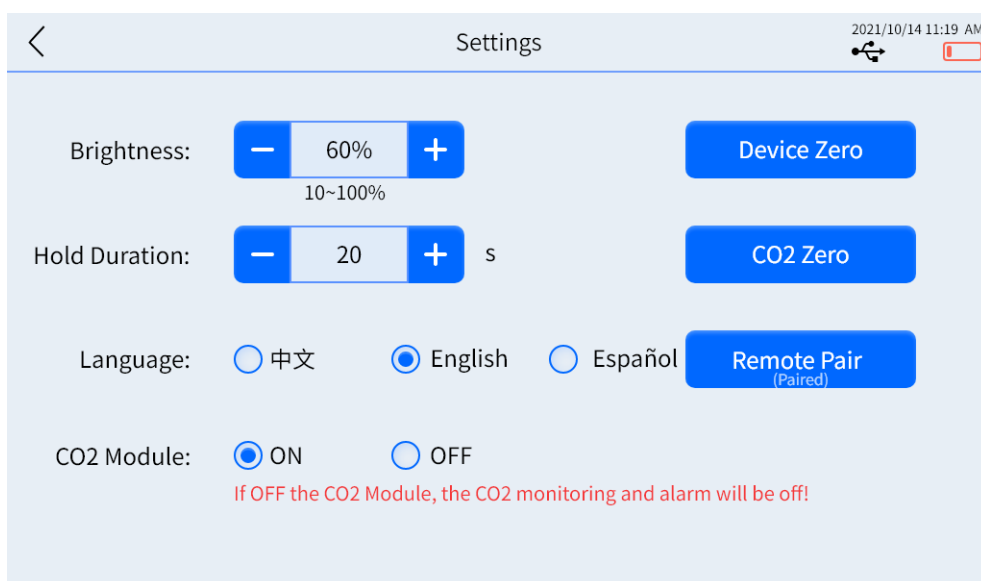 Settings
2021/10/14 11:19 AM
Brightness: 60% Device Zero
10~100%
Hold Duration: 20 s CO2 Zero
Language: 中文 English Español Remote Pair
(Paired)
CO2 Module: ON OFF
If OFF the CO2 Module, the CO2 monitoring and alarm will be off!